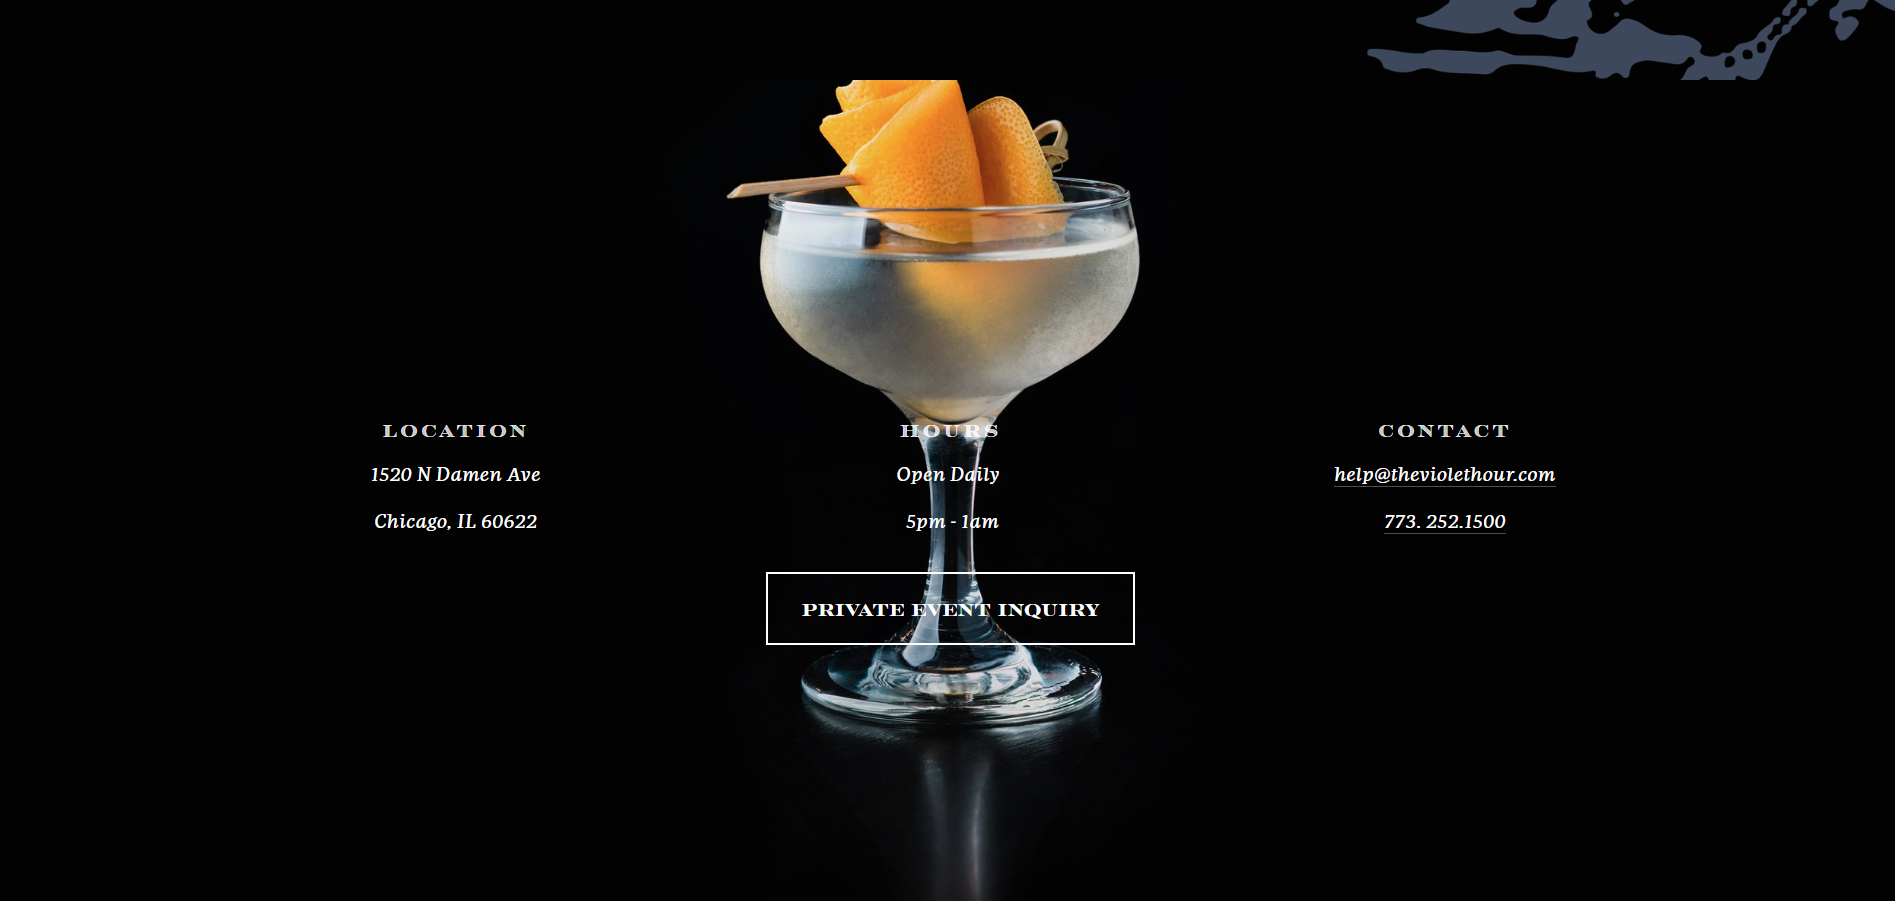 LOCATION
1520 N Damen Ave
Chicago, IL 60622
HOURS
Open Daily
5pm - 1am
PRIVATE EVENT INQUIRY
CONTACT
help@theviolethour.com
773. 252.1500